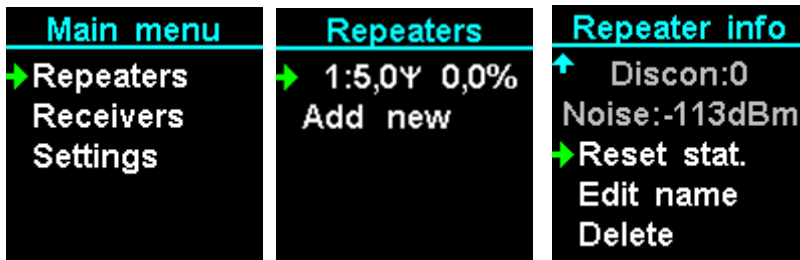 Main menu
Repeaters
Receivers
Settings
Repeaters
1:5,0Ψ 0,0%
Add new
Repeater info
Discon:0
Noise:-113dBm
Reset stat.
Edit name
Delete